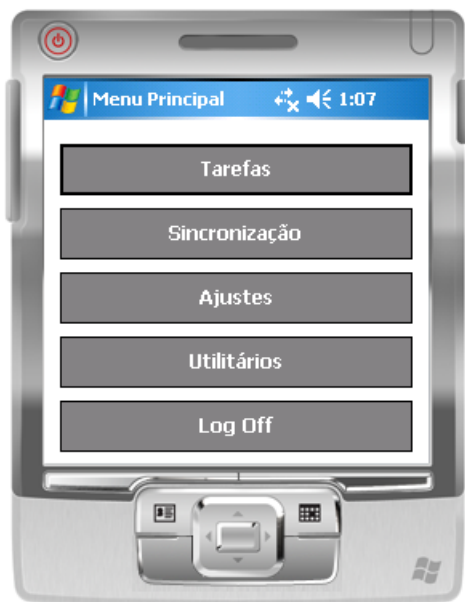 Menu Principal 1:07
Tarefas
Sincronização
Ajustes
Utilitários
Log Off